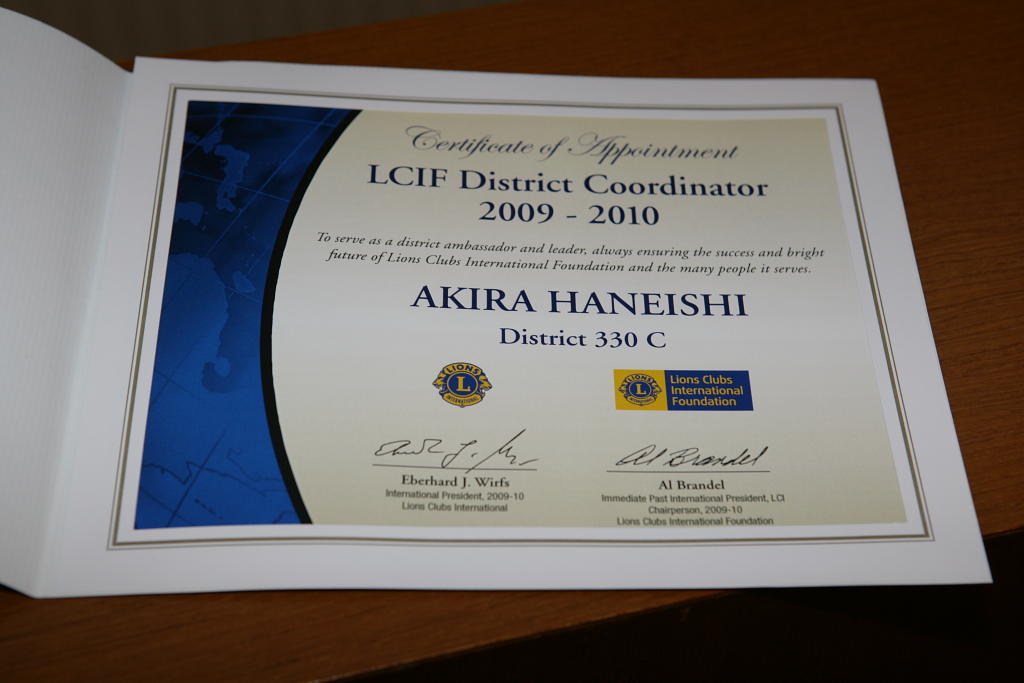 Certificate of Appointment
LCIF District Coordinator
2009 - 2010
To serve as a district ambassador and leader, always ensuring the success and bright
future of Lions Clubs International Foundation and the many people it serves.
AKIRA HANEISHI
District 330 C
LIONS
L
INTERNATIONAL
LIONS
L
INTERNATIONAL
Lions Clubs
International
Foundation
Al Brandel
Eberhard J. Wirfs
International President, 2009-10
Lions Clubs International
Al Brandel
Immediate Past International President, LCI
Chairperson, 2009-10
Lions Clubs International Foundation